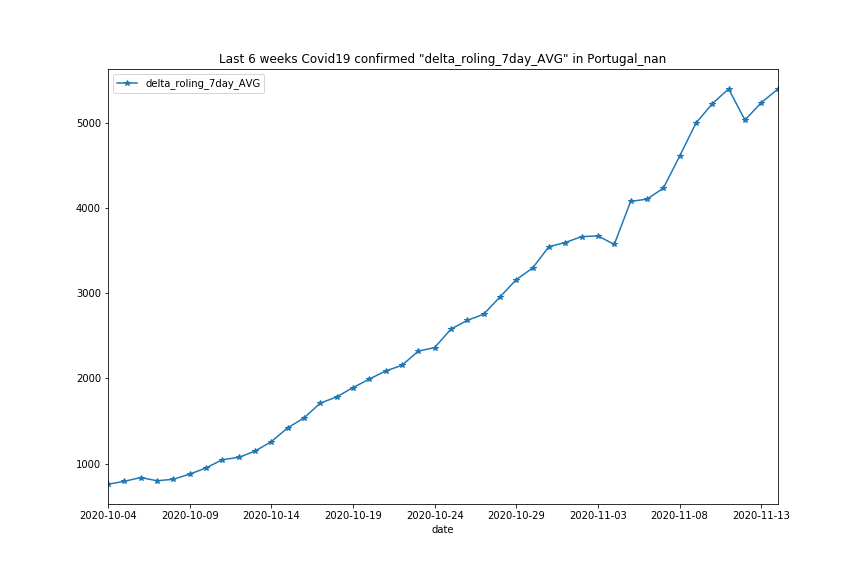 Last 6 weeks Covid19 confirmed "delta_roling_7day_AVG" in Portugal_nan
delta_roling_7day_AVG
5000
4000
3000
2000
1000
2020-10-04 2020-10-09 2020-10-14 2020-10-19 2020-10-24 2020-10-29 2020-11-03 2020-11-08 2020-11-13
date